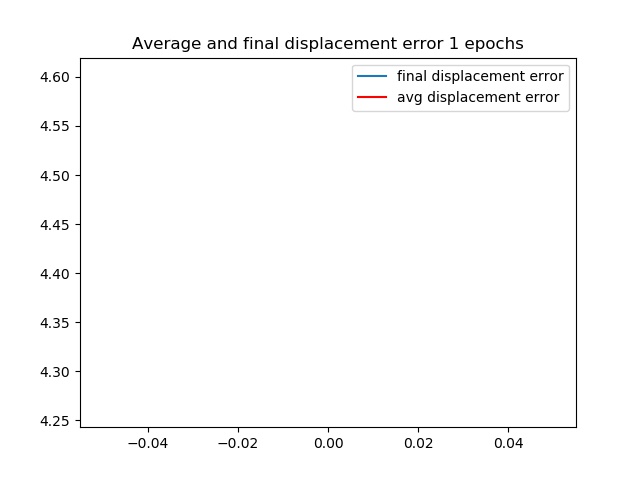 Average and final displacement error 1 epochs
final displacement error
avg displacement error
4.60
4.55
4.50
4.45
4.40
4.35
4.30
4.25
−0.04 −0.02 0.00 0.02 0.04